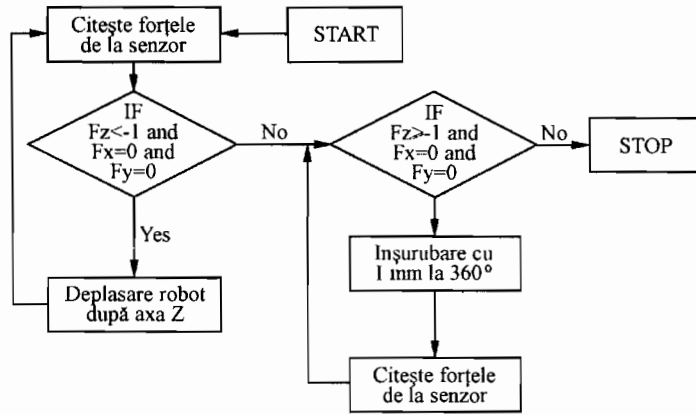 Citește forțele
de la senzor
START
IF
Fz<-1 and
Fx=0 and
Fy=0
No
IF
Fz>-1 and
Fx=0 and
Fy=0
No
STOP
Yes
Deplasare robot
după axa Z
Inșurubare cu
1 mm la 360°
Citește forțele
de la senzor